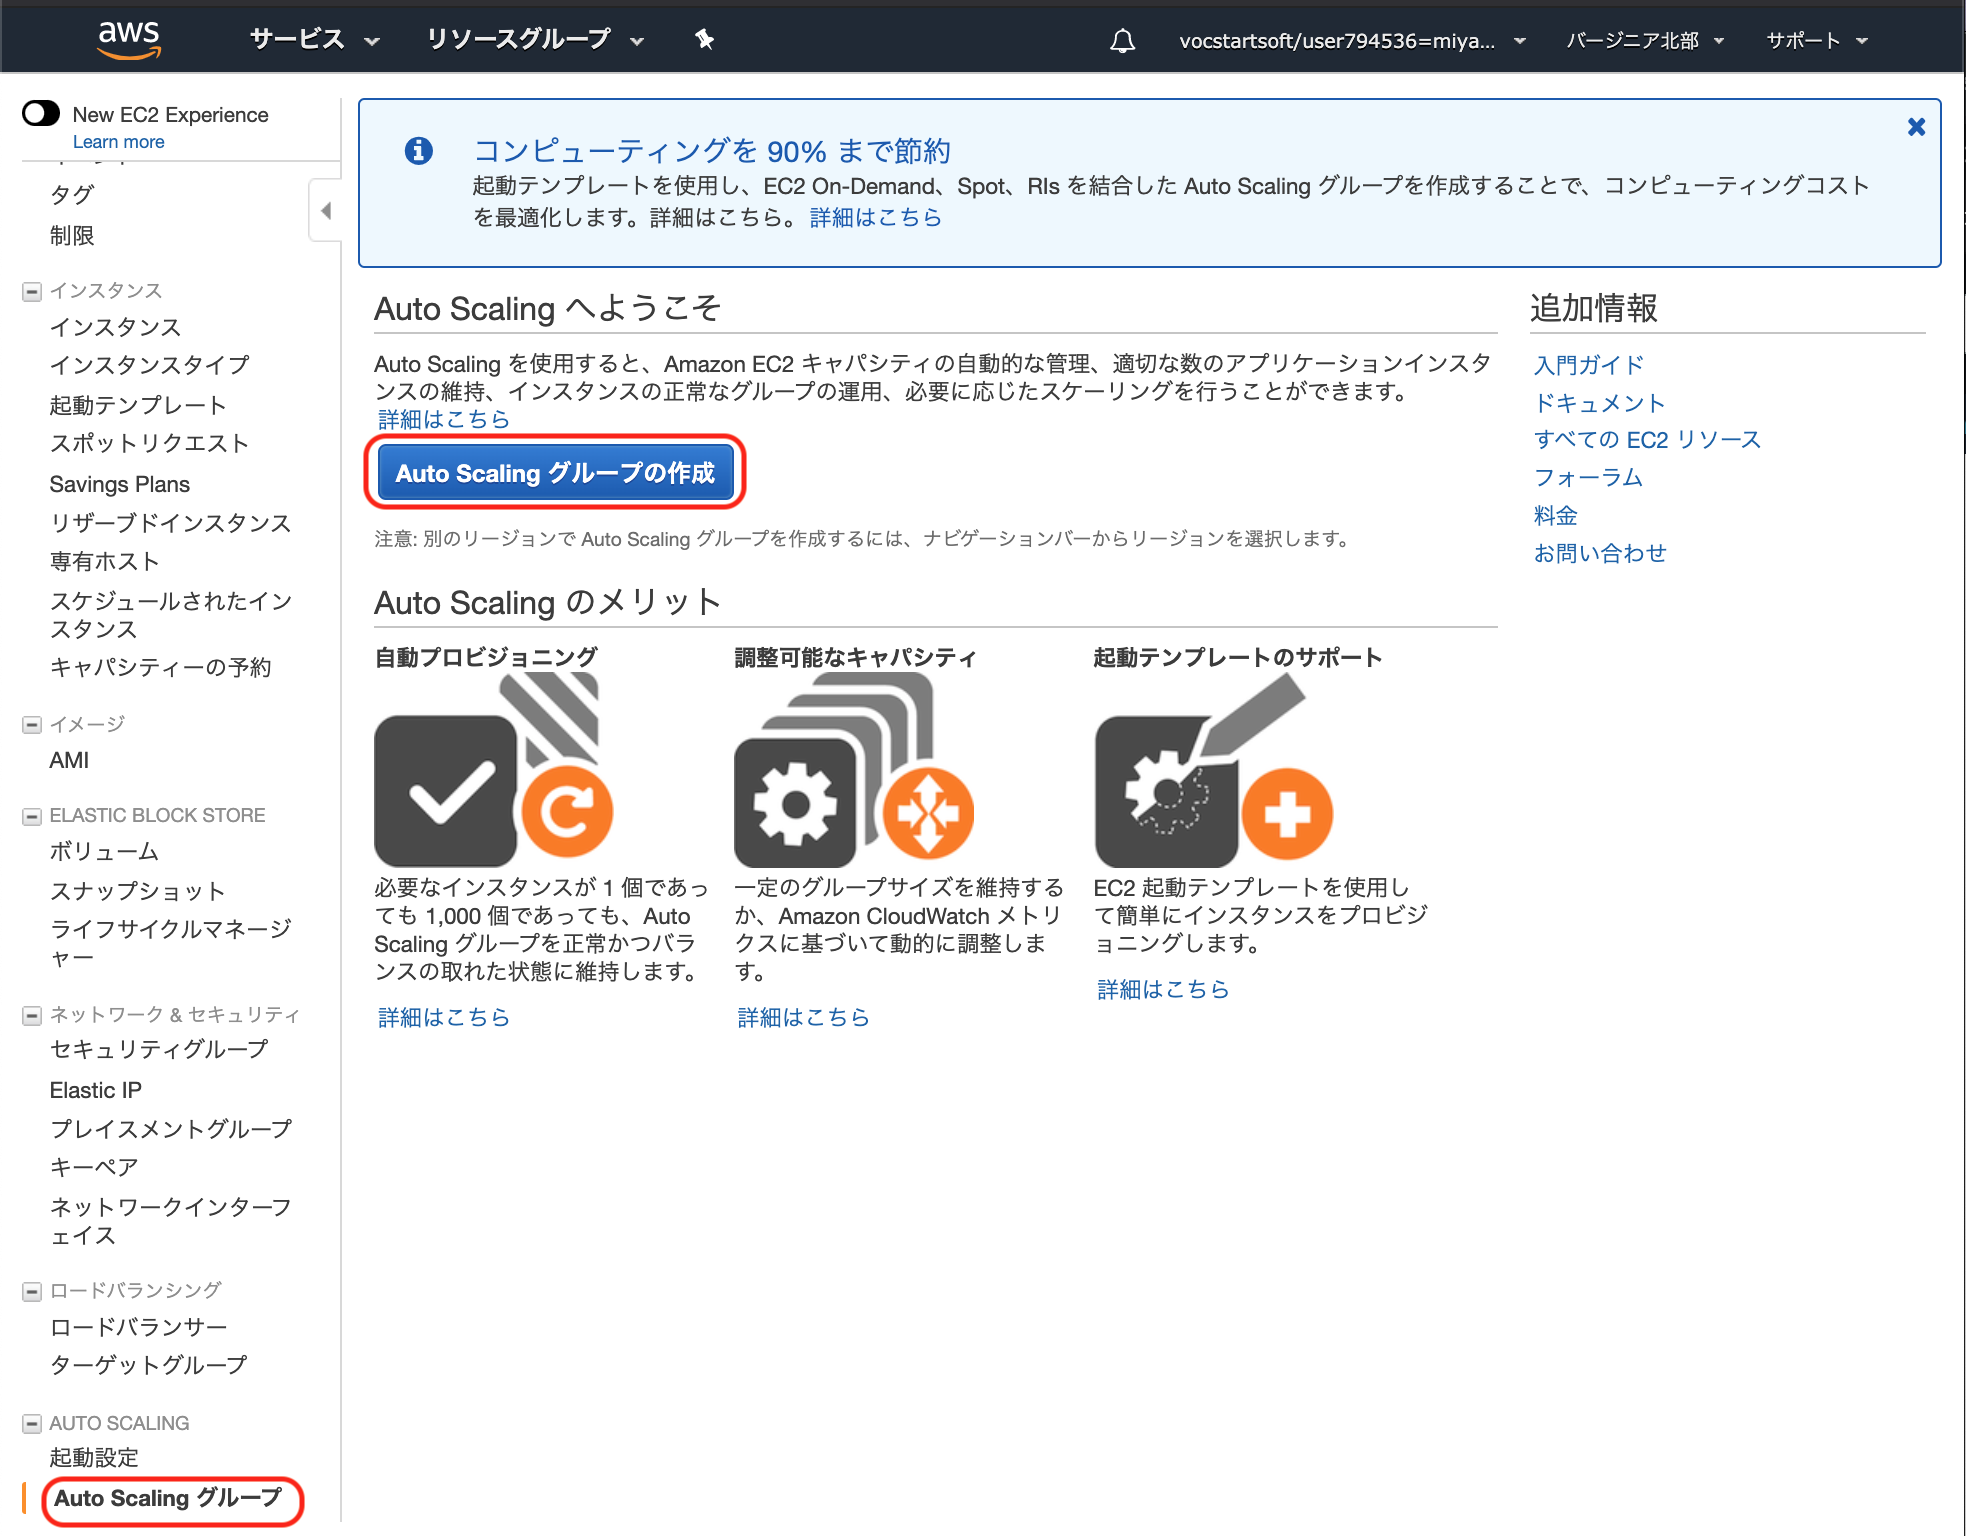 aws
サービス
リソースグループ
vocstartsoft/user794536=miya...
バージニア北部
サポート
New EC2 Experience
Learn more
タグ
制限
インスタンス
インスタンス
インスタンスタイプ
起動テンプレート
スポットリクエスト
Savings Plans
リザーブドインスタンス
専有ホスト
スケジュールされたイン
スタンス
キャパシティーの予約
イメージ
AMI
ELASTIC BLOCK STORE
ボリューム
スナップショット
ライフサイクルマネージ
ャー
ネットワーク & セキュリティ
セキュリティグループ
Elastic IP
プレイスメントグループ
キーペア
ネットワークインターフ
ェイス
ロードバランシング
ロードバランサー
ターゲットグループ
AUTO SCALING
起動設定
Auto Scaling グループ
コンピューティングを 90% まで節約
起動テンプレートを使用し、EC2 On-Demand、Spot、RIs を結合した Auto Scaling グループを作成することで、コンピューティングコスト
を最適化します。詳細はこちら。 詳細はこちら
Auto Scaling へようこそ
Auto Scaling を使用すると、Amazon EC2 キャパシティの自動的な管理、適切な数のアプリケーションインスタ
ンスの維持、インスタンスの正常なグループの運用、必要に応じたスケーリングを行うことができます。
詳細はこちら
Auto Scaling グループの作成
注意: 別のリージョンで Auto Scaling グループを作成するには、ナビゲーションバーからリージョンを選択します。
Auto Scaling のメリット
自動プロビジョニング
必要なインスタンスが 1 個であっ
ても 1,000 個であっても、Auto
Scaling グループを正常かつバラ
ンスの取れた状態に維持します。
詳細はこちら
調整可能なキャパシティ
一定のグループサイズを維持する
か、Amazon CloudWatch メトリ
クスに基づいて動的に調整しま
す。
詳細はこちら
起動テンプレートのサポート
EC2 起動テンプレートを使用し
て簡単にインスタンスをプロビジ
ョニングします。
詳細はこちら
追加情報
入門ガイド
ドキュメント
すべての EC2 リソース
フォーラム
料金
お問い合わせ